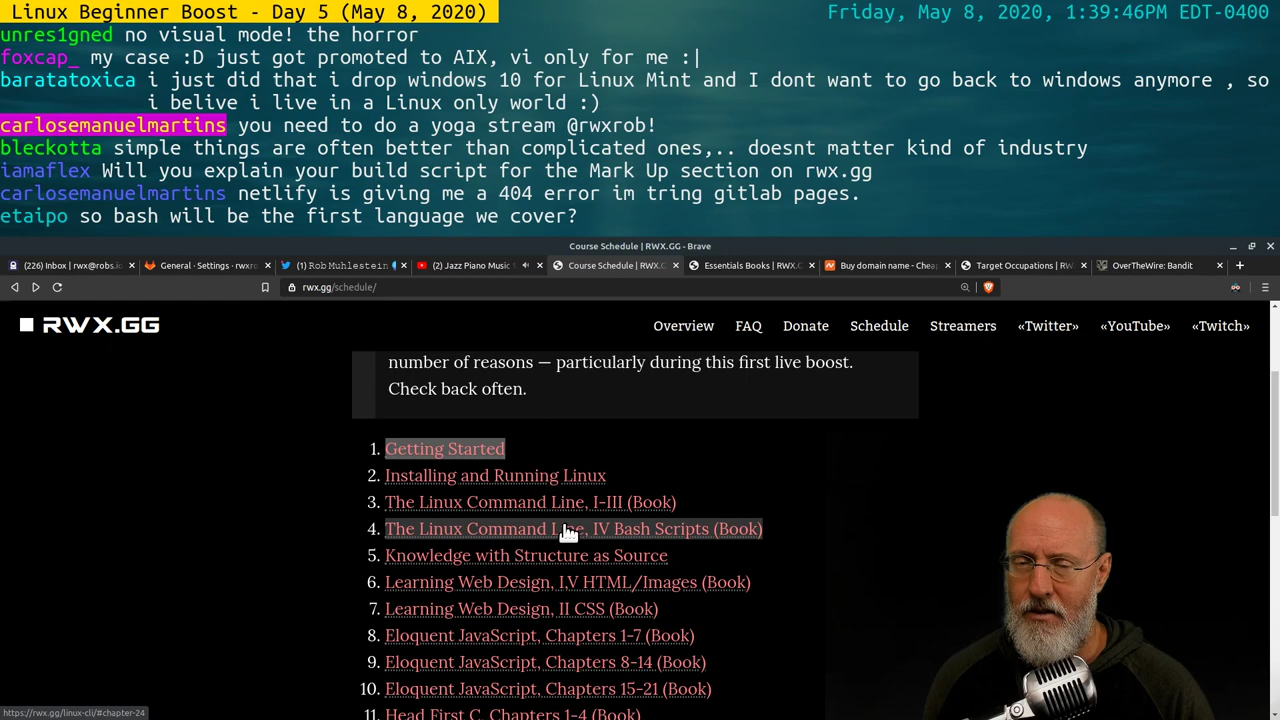 Linux Beginner Boost - Day 5 (May 8, 2020)
Friday, May 8, 2020, 1:39:46PM EDT-0400
unres1gned no visual mode! the horror
foxcap_ my case :D just got promoted to AIX, vi only for me :|
baratatoxica i just did that i drop windows 10 for Linux Mint and I dont want to go back to windows anymore , so
i belive i live in a Linux only world :)
carlosemanuelmartins you need to do a yoga stream @rwxrob!
bleckotta simple things are often better than complicated ones,.. doesnt matter kind of industry
iamaflex Will you explain your build script for the Mark Up section on rwx.gg
carlosemanuelmartins netlify is giving me a 404 error im tring gitlab pages.
etaipo so bash will be the first language we cover?
Course Schedule | RWX.GG - Brave
(226) Inbox | rwx@robs.i
General · Settings · rwxro
(1) Rob Muhlestein
(2) Jazz Piano Music
Course Schedule | RWX.G
Essentials Books | RWX.G
Buy domain name - Chea
Target Occupations | RW
OverTheWire: Bandit
rwx.gg/schedule/
RWX.GG
Overview FAQ Donate Schedule Streamers «Twitter» «YouTube» «Twitch»
number of reasons — particularly during this first live boost.
Check back often.
1. Getting Started
2. Installing and Running Linux
3. The Linux Command Line, I-III (Book)
4. The Linux Command Line, IV Bash Scripts (Book)
5. Knowledge with Structure as Source
6. Learning Web Design, I,V HTML/Images (Book)
7. Learning Web Design, II CSS (Book)
8. Eloquent JavaScript, Chapters 1-7 (Book)
9. Eloquent JavaScript, Chapters 8-14 (Book)
10. Eloquent JavaScript, Chapters 15-21 (Book)
11. Head First C, Chapters 1-4 (Book)
https://rwx.gg/linux-cli/#chapter-24